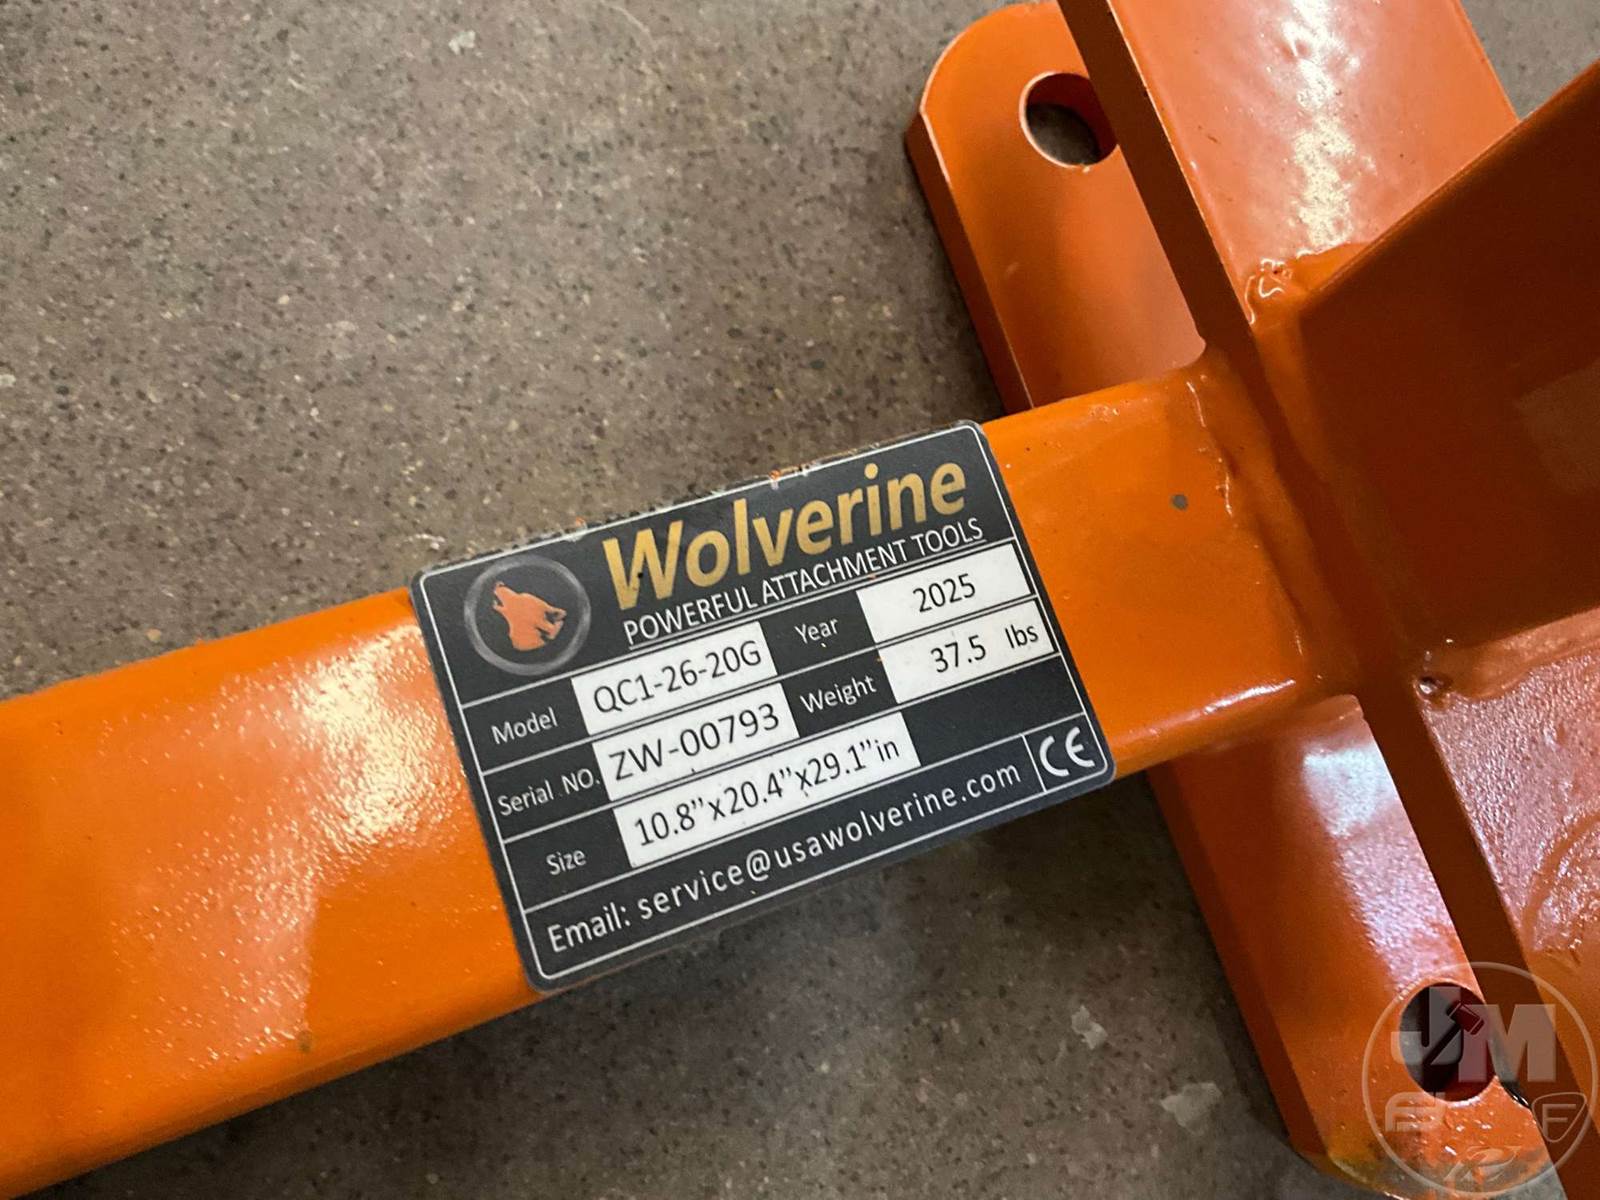 Wolverine
POWERFUL ATTACHMENT TOOLS
Model QC1-26-20G Year 2025
Serial NO. ZW-00793 Weight 37.5 lbs
Size 10.8"x20.4"x29.1"in
Email: service@usawolverine.com CE
JM